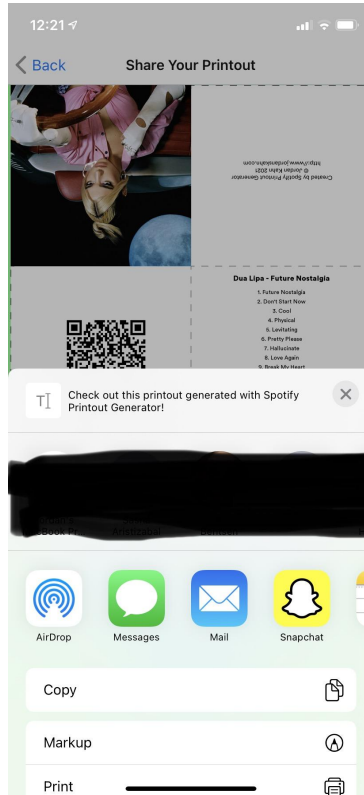 12:21
Back
Share Your Printout
http://www.jordanskahn.com
© Jordan Kahn 2021
Created by Spotify Printout Generator
Dua Lipa - Future Nostalgia
1. Future Nostalgia
2. Don't Start Now
3. Cool
4. Physical
5. Levitating
6. Pretty Please
7. Hallucinate
8. Love Again
9. Break My Heart
Check out this printout generated with Spotify
Printout Generator!
AirDrop
Messages
Mail
Snapchat
Copy
Markup
Print